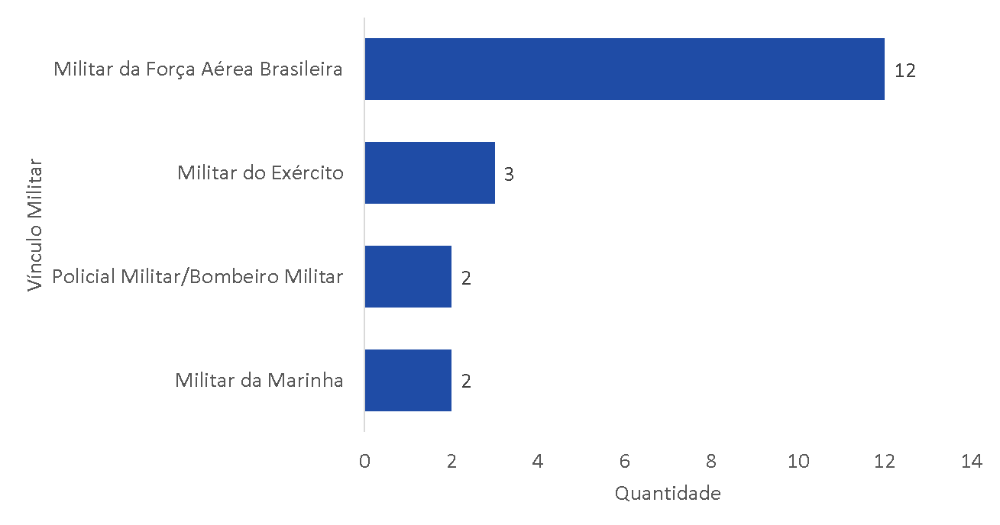 Vínculo Militar
Militar da Força Aérea Brasileira
12
Militar do Exército
3
Policial Militar/Bombeiro Militar
2
Militar da Marinha
2
0 2 4 6 8 10 12 14
Quantidade